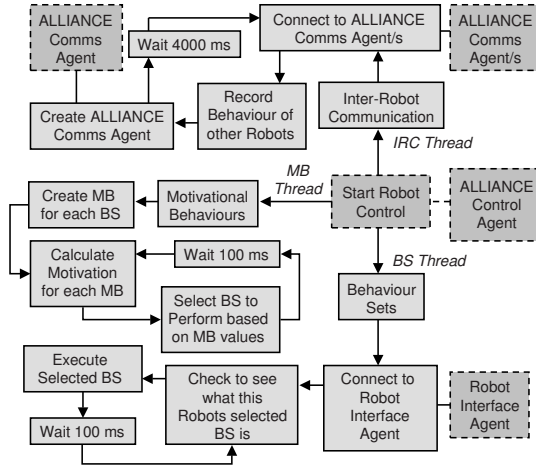 ALLIANCE
Comms
Agent
Wait 4000 ms
Connect to ALLIANCE
Comms Agent/s
ALLIANCE
Comms
Agent/s
Create ALLIANCE
Comms Agent
Record
Behaviour of
other Robots
Inter-Robot
Communication
IRC Thread
MB
Thread
Create MB
for each BS
Motivational
Behaviours
Start Robot
Control
ALLIANCE
Control
Agent
Calculate
Motivation
for each MB
Wait 100 ms
BS Thread
Select BS to
Perform based
on MB values
Behaviour
Sets
Execute
Selected BS
Check to see
what this
Robots selected
BS is
Connect to
Robot
Interface
Agent
Robot
Interface
Agent
Wait 100 ms